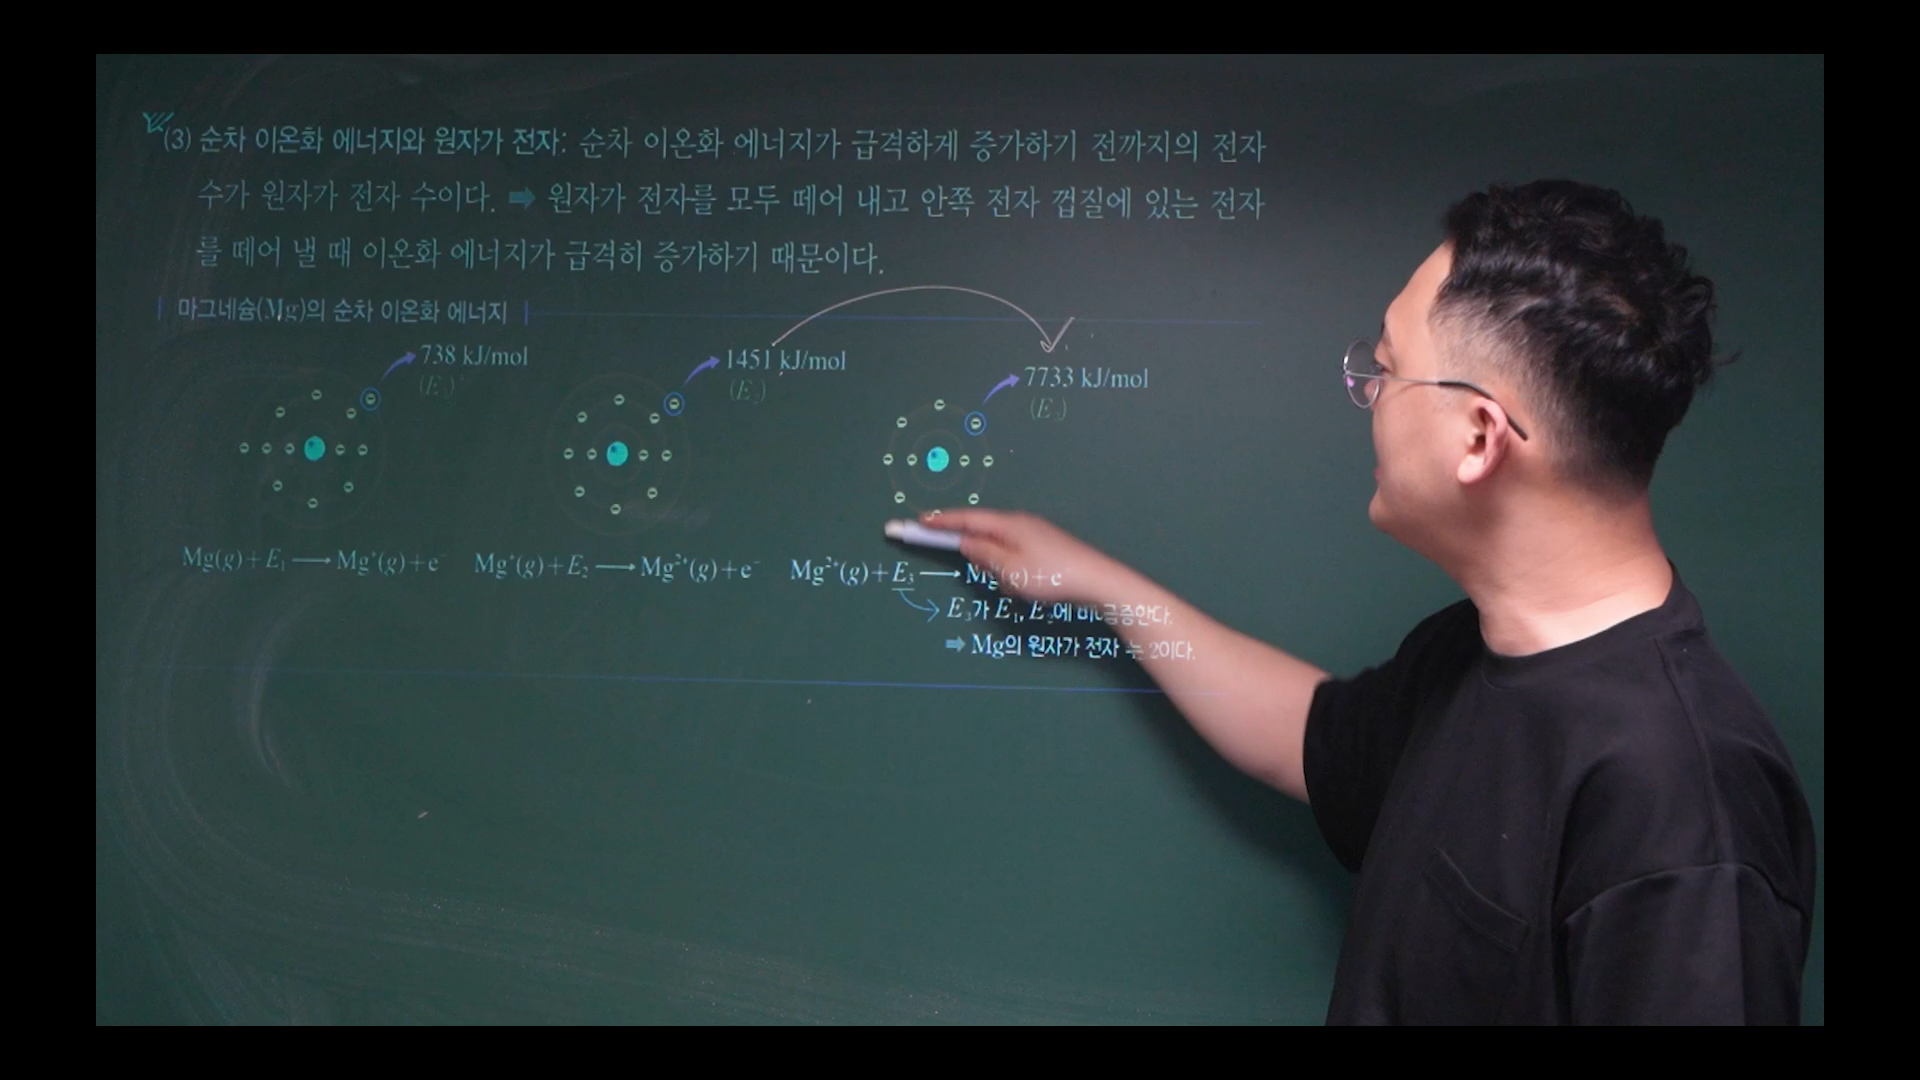 (3) 순차 이온화 에너지와 원자가 전자: 순차 이온화 에너지가 급격하게 증가하기 전까지의 전자
수가 원자가 전자 수이다. ➡ 원자가 전자를 모두 떼어 내고 안쪽 전자 껍질에 있는 전자
를 떼어 낼 때 이온화 에너지가 급격히 증가하기 때문이다.
마그네슘(Mg)의 순차 이온화 에너지
738 kJ/mol 1451 kJ/mol 7733 kJ/mol
Mg(g)+E₁ ⟶ Mg⁺(g)+e⁻ Mg⁺(g)+E₂ ⟶ Mg²⁺(g)+e⁻ Mg²⁺(g)+E₃ ⟶ (g)+e
E₃가 E₁, 급증한다.
➡ Mg의 원자가 전자 는 2이다.